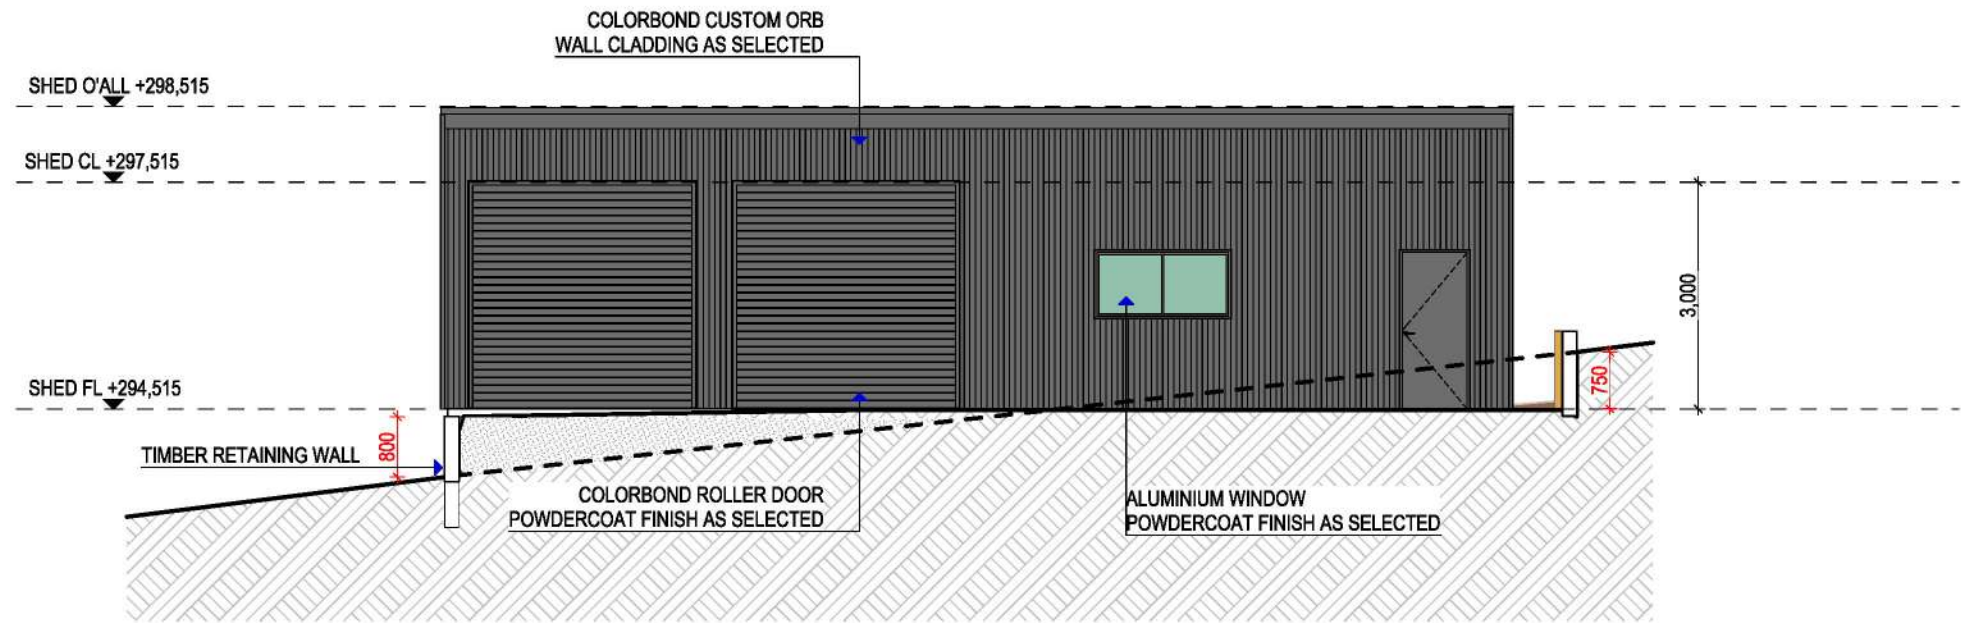 COLORBOND CUSTOM ORB
WALL CLADDING AS SELECTED
SHED O'ALL +298,515
SHED CL +297,515
3,000
SHED FL +294,515
750
800
TIMBER RETAINING WALL
COLORBOND ROLLER DOOR
POWDERCOAT FINISH AS SELECTED
ALUMINIUM WINDOW
POWDERCOAT FINISH AS SELECTED